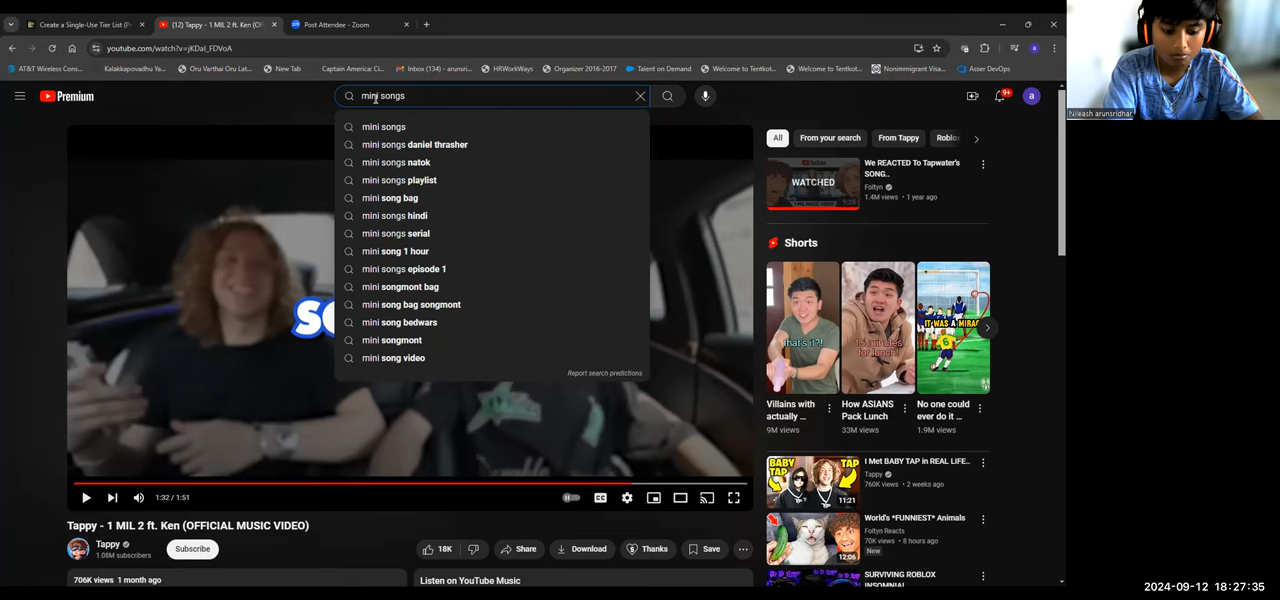 Create a Single-Use Tier List (P
(12) Tappy - 1 MIL 2 ft. Ken (OFI
Post Attendee - Zoom
youtube.com/watch?v=jKDaI_FDVoA
a
AT&T Wireless Cons...
Kalakkapovadhu Ya...
Oru Varthai Oru Lat...
New Tab
Captain America: Ci...
Inbox (134) - arunsri...
HRWorkWays
Organizer 2016-2017
Talent on Demand
Welcome to Tentkot...
Welcome to Tentkot...
Nonimmigrant Visa...
Asser DevOps
Nileash arunsridhar
Premium
mini songs
9+
a
mini songs
mini songs daniel thrasher
mini songs natok
mini songs playlist
mini song bag
mini songs hindi
mini songs serial
mini song 1 hour
mini songs episode 1
mini songmont bag
mini song bag songmont
mini song bedwars
mini songmont
mini song video
Report search predictions
All
From your search
From Tappy
Roblo
WATCHED
9:25
We REACTED To Tapwater's
SONG..
Foltyn
1.4M views • 1 year ago
Shorts
that's it?!
15 minutes
for lunch!
IT WAS A MIRAC
Villains with
actually ...
9M views
How ASIANS
Pack Lunch
33M views
No one could
ever do it ...
1.9M views
SO
1:32 / 1:51
CC
BABY
TAP
TAP
11:21
I Met BABY TAP in REAL LIFE..
Tappy
760K views • 2 weeks ago
12:06
World's *FUNNIEST* Animals
Foltyn Reacts
70K views • 8 hours ago
New
SURVIVING ROBLOX
INSOMNIA!
Tappy - 1 MIL 2 ft. Ken (OFFICIAL MUSIC VIDEO)
Tappy
1.08M subscribers
Subscribe
18K
Share
Download
Thanks
Save
706K views 1 month ago
Listen on YouTube Music
2024-09-12 18:27:35